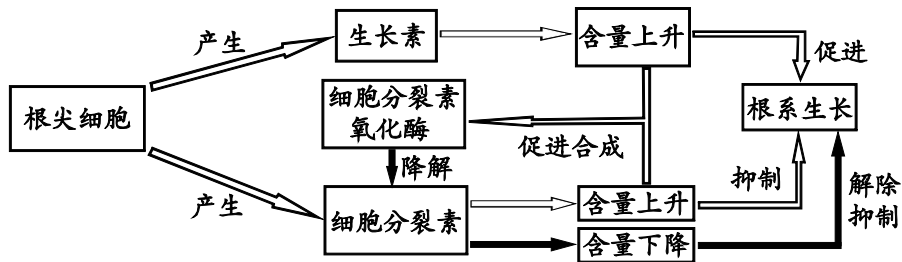 产生
生长素
含量上升
促进
根尖细胞
细胞分裂素
氧化酶
促进合成
根系生长
降解
产生
细胞分裂素
含量上升
抑制
含量下降
解除
抑制